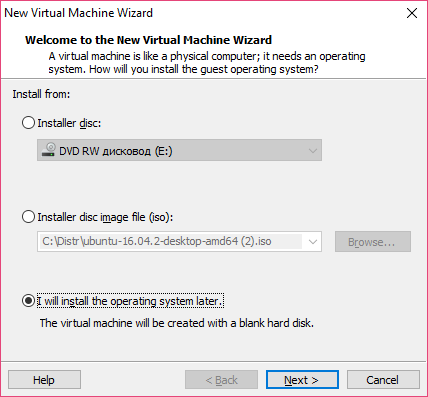 New Virtual Machine Wizard
Welcome to the New Virtual Machine Wizard
A virtual machine is like a physical computer; it needs an operating
system. How will you install the guest operating system?
Install from:
Installer disc:
DVD RW дисковод (E:)
Installer disc image file (iso):
C:\Distr\ubuntu-16.04.2-desktop-amd64 (2).iso
Browse...
I will install the operating system later.
The virtual machine will be created with a blank hard disk.
Help
< Back
Next >
Cancel